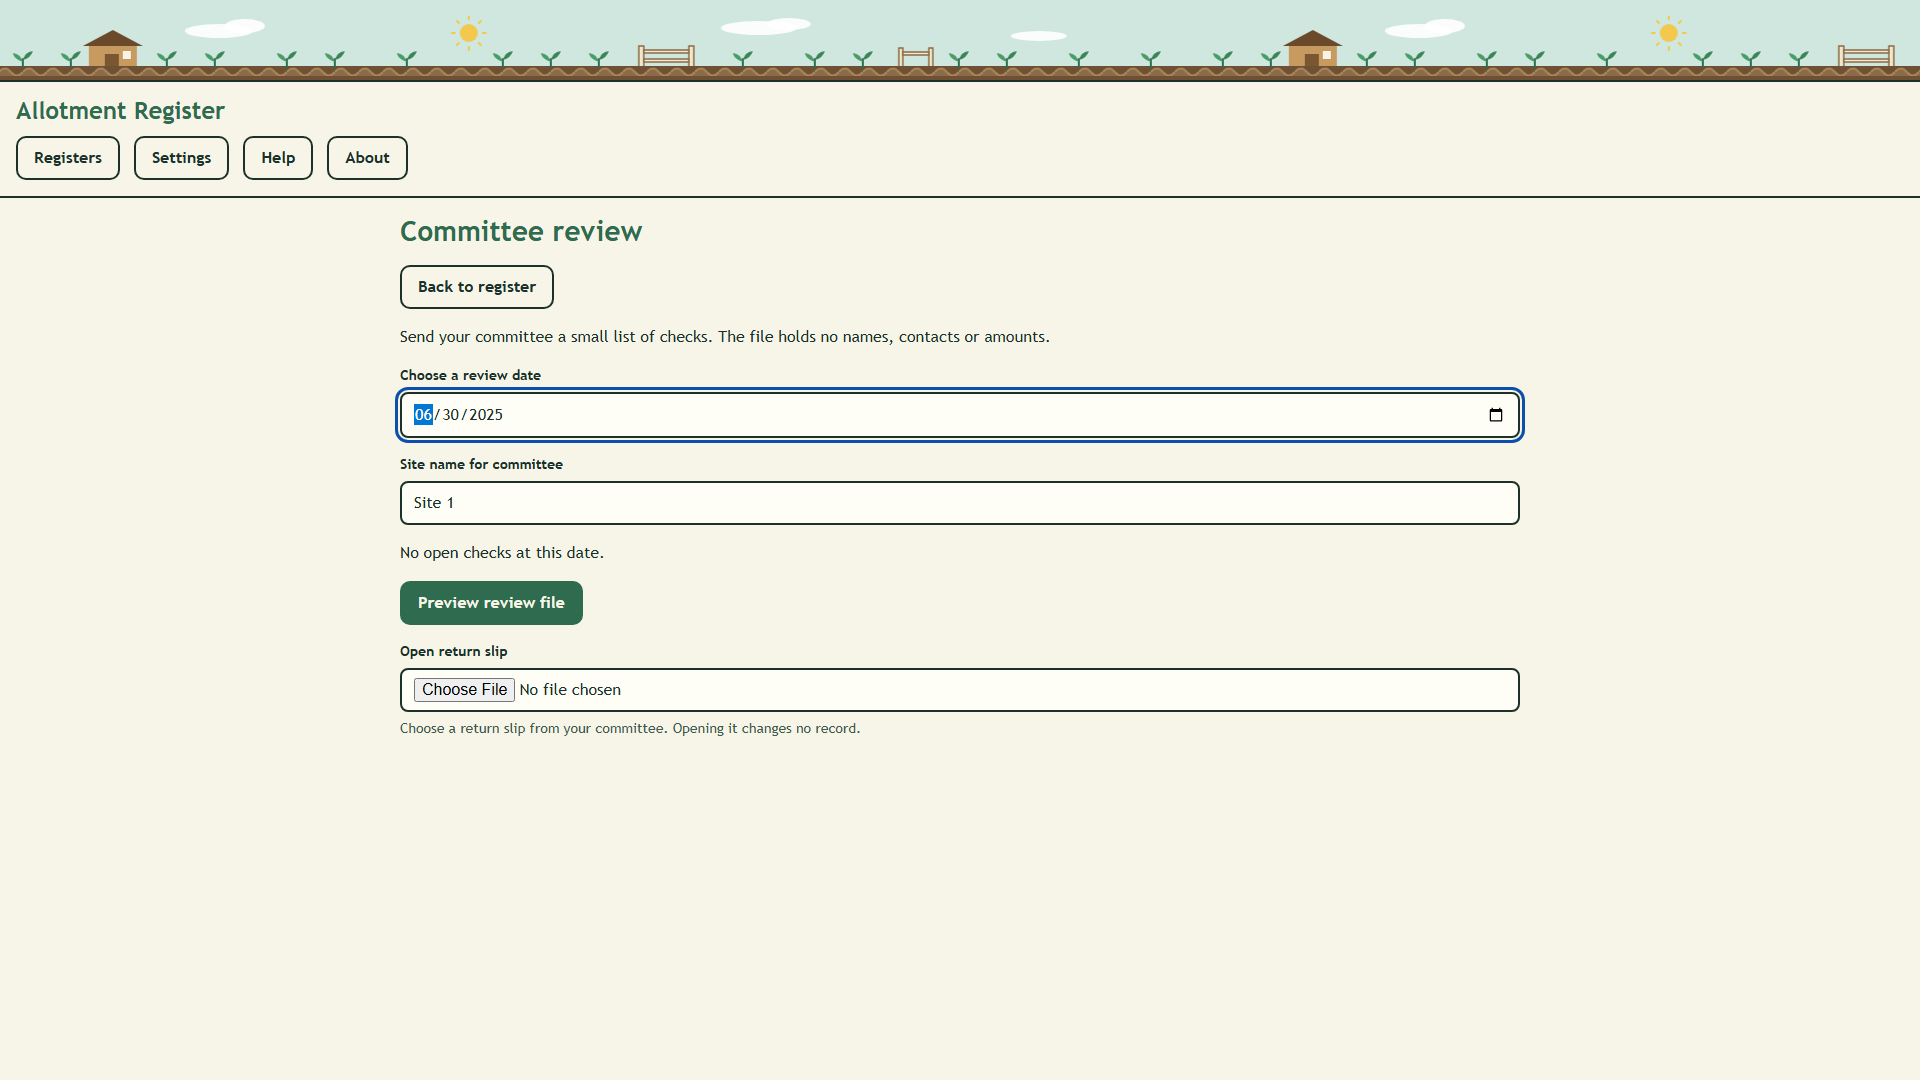 Allotment Register
Registers
Settings
Help
About
Committee review
Back to register
Send your committee a small list of checks. The file holds no names, contacts or amounts.
Choose a review date
06/30/2025
Site name for committee
Site 1
No open checks at this date.
Preview review file
Open return slip
Choose File No file chosen
Choose a return slip from your committee. Opening it changes no record.